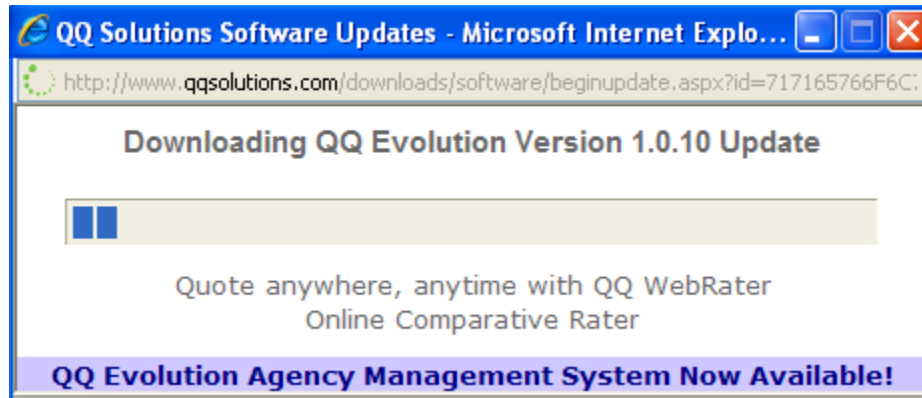 QQ Solutions Software Updates - Microsoft Internet Explo...
http://www.qqsolutions.com/downloads/software/beginupdate.aspx?id=717165766F6C
Downloading QQ Evolution Version 1.0.10 Update
Quote anywhere, anytime with QQ WebRater
Online Comparative Rater
QQ Evolution Agency Management System Now Available!